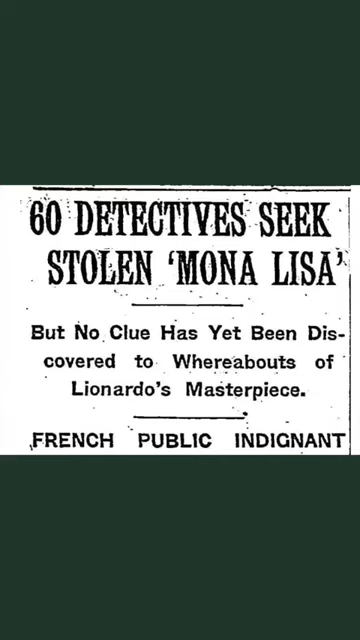 60 DETECTIVES SEEK
STOLEN 'MONA LISA'
But No Clue Has Yet Been Dis-
covered to Whereabouts of
Lionardo's Masterpiece.
FRENCH PUBLIC INDIGNANT